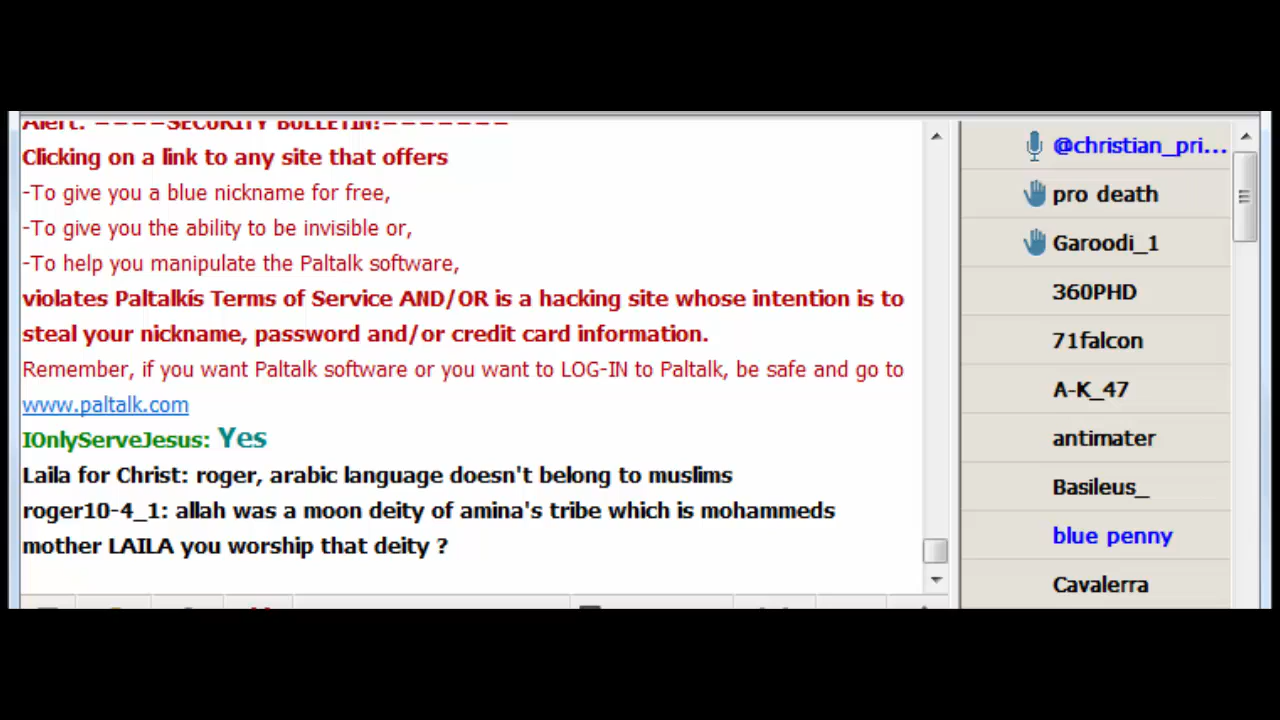 Alert: ====SECURITY BULLETIN!=======
Clicking on a link to any site that offers
-To give you a blue nickname for free,
-To give you the ability to be invisible or,
-To help you manipulate the Paltalk software,
violates Paltalkís Terms of Service AND/OR is a hacking site whose intention is to
steal your nickname, password and/or credit card information.
Remember, if you want Paltalk software or you want to LOG-IN to Paltalk, be safe and go to
www.paltalk.com
IOnlyServeJesus: Yes
Laila for Christ: roger, arabic language doesn't belong to muslims
roger10-4_1: allah was a moon deity of amina's tribe which is mohammeds
mother LAILA you worship that deity ?
@christian_pri...
pro death
Garoodi_1
360PHD
71falcon
A-K_47
antimater
Basileus_
blue penny
Cavalerra